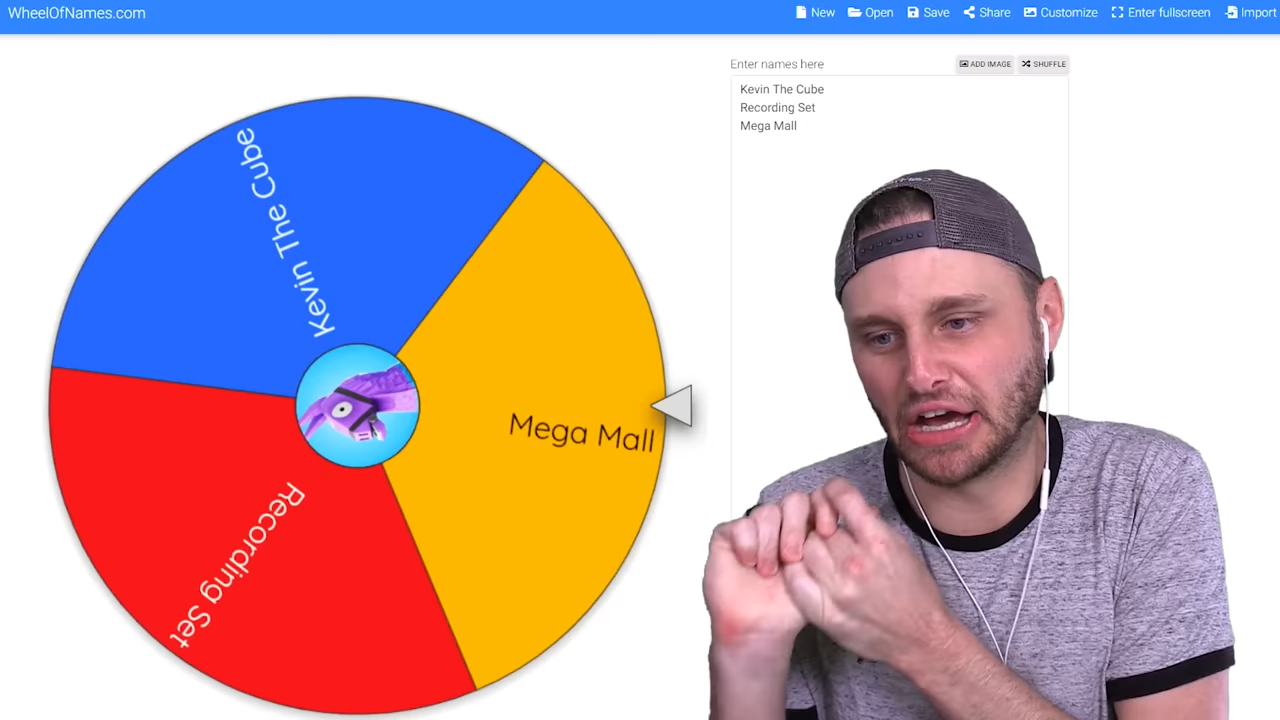 WheelOfNames.com
New Open Save Share Customize Enter fullscreen Import
Enter names here
ADD IMAGE SHUFFLE
Kevin The Cube
Recording Set
Mega Mall
Kevin The Cube
Mega Mall
Recording Set